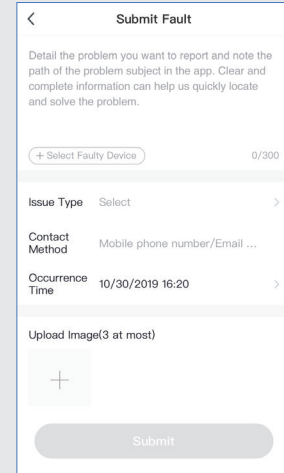 Submit Fault
Detail the problem you want to report and note the
path of the problem subject in the app. Clear and
complete information can help us quickly locate
and solve the problem.
+ Select Faulty Device
0/300
Issue Type Select
Contact
Method
Mobile phone number/Email ...
Occurrence
Time
10/30/2019 16:20
Upload Image(3 at most)
Submit